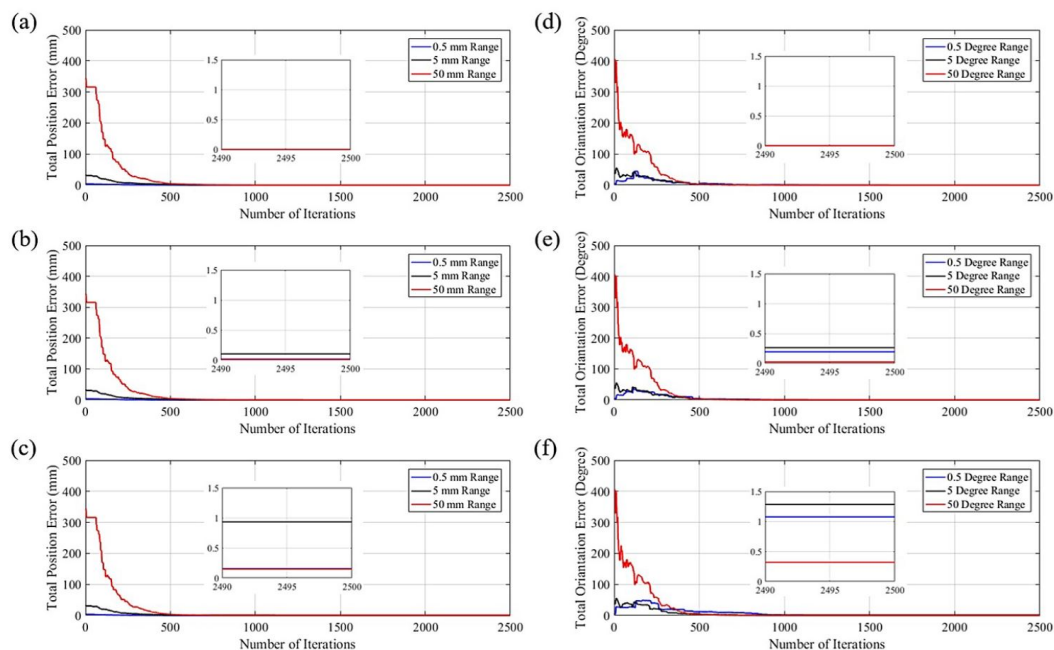 (a)
Total Position Error (mm)
500
400
300
200
100
0
0 500 1000 1500 2000 2500
Number of Iterations
0.5 mm Range
5 mm Range
50 mm Range
1.5
1
0.5
0
2490 2495 2500
(d)
Total Oriantation Error (Degree)
500
400
300
200
100
0
0 500 1000 1500 2000 2500
Number of Iterations
0.5 Degree Range
5 Degree Range
50 Degree Range
1.5
1
0.5
0
2490 2495 2500
(b)
Total Position Error (mm)
500
400
300
200
100
0
0 500 1000 1500 2000 2500
Number of Iterations
0.5 mm Range
5 mm Range
50 mm Range
1.5
1
0.5
0
2490 2495 2500
(e)
Total Oriantation Error (Degree)
500
400
300
200
100
0
0 500 1000 1500 2000 2500
Number of Iterations
0.5 Degree Range
5 Degree Range
50 Degree Range
1.5
1
0.5
0
2490 2495 2500
(c)
Total Position Error (mm)
500
400
300
200
100
0
0 500 1000 1500 2000 2500
Number of Iterations
0.5 mm Range
5 mm Range
50 mm Range
1.5
1
0.5
0
2490 2495 2500
(f)
Total Oriantation Error (Degree)
500
400
300
200
100
0
0 500 1000 1500 2000 2500
Number of Iterations
0.5 Degree Range
5 Degree Range
50 Degree Range
1.5
1
0.5
0
2490 2495 2500